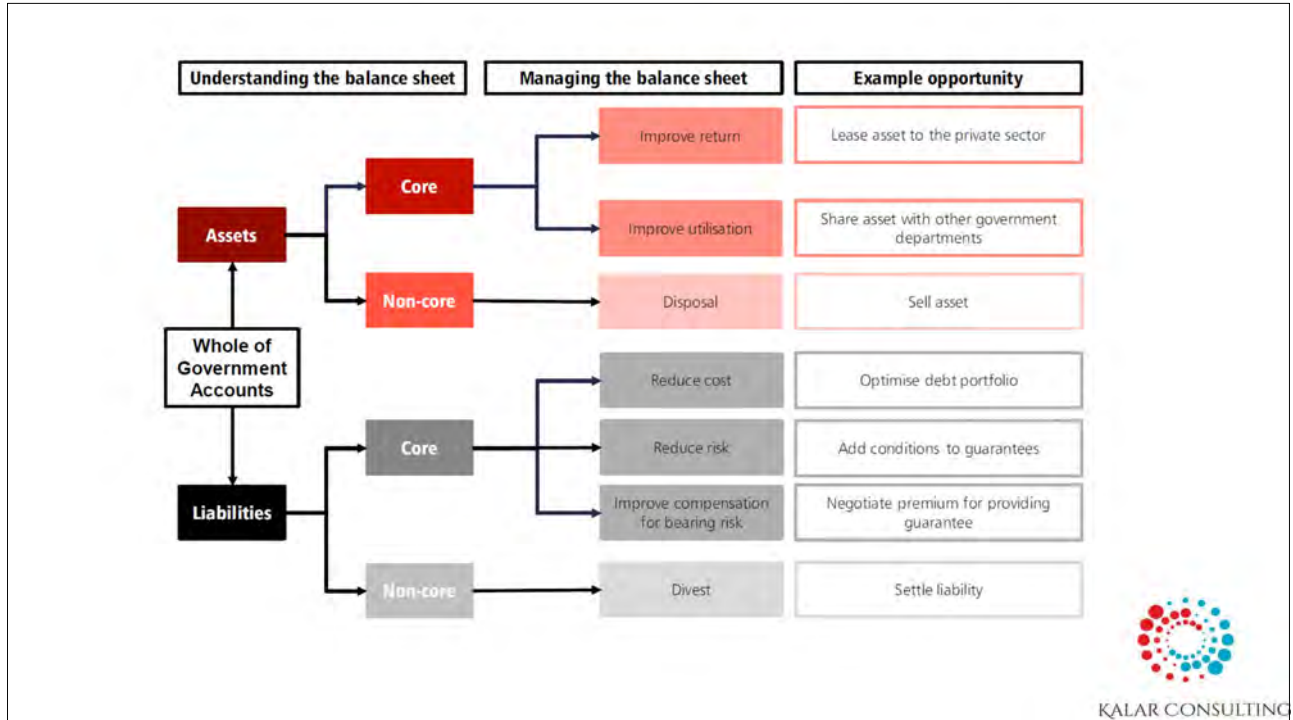 Understanding the balance sheet
Managing the balance sheet
Example opportunity
Improve return
Lease asset to the private sector
Core
Assets
Improve utilisation
Share asset with other government
departments
Non-core
Disposal
Sell asset
Whole of
Government
Accounts
Reduce cost
Optimise debt portfolio
Core
Reduce risk
Add conditions to guarantees
Liabilities
Improve compensation
for bearing risk
Negotiate premium for providing
guarantee
Non-core
Divest
Settle liability
KALAR CONSULTING